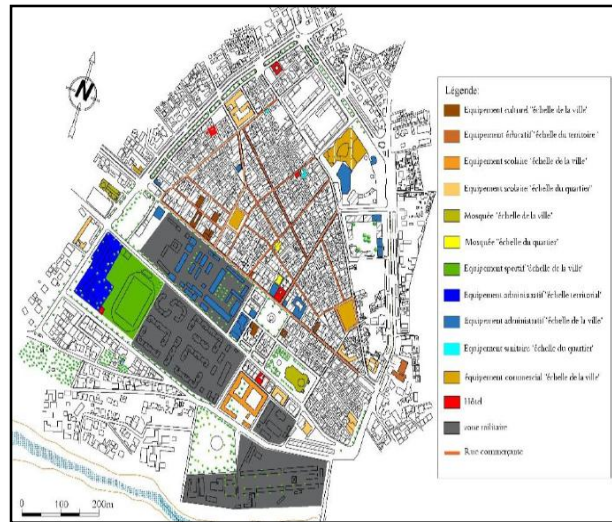 N
Légende:
Equipement culturel "échelle de la ville"
Equipement éducatif "échelle du territoire"
Equipement scolaire "échelle de la ville"
Equipement scolaire "échelle du quartier"
Mosquée "échelle de la ville"
Mosquée "échelle du quartier"
Equipement sportif "échelle de la ville"
Equipement administratif "échelle territorial"
Equipement administratif "échelle de la ville"
Equipement sanitaire "échelle du quartier"
équipement commercial "échelle de la ville"
Hôtel
zone militaire
Rue commerçante
0 100 200m